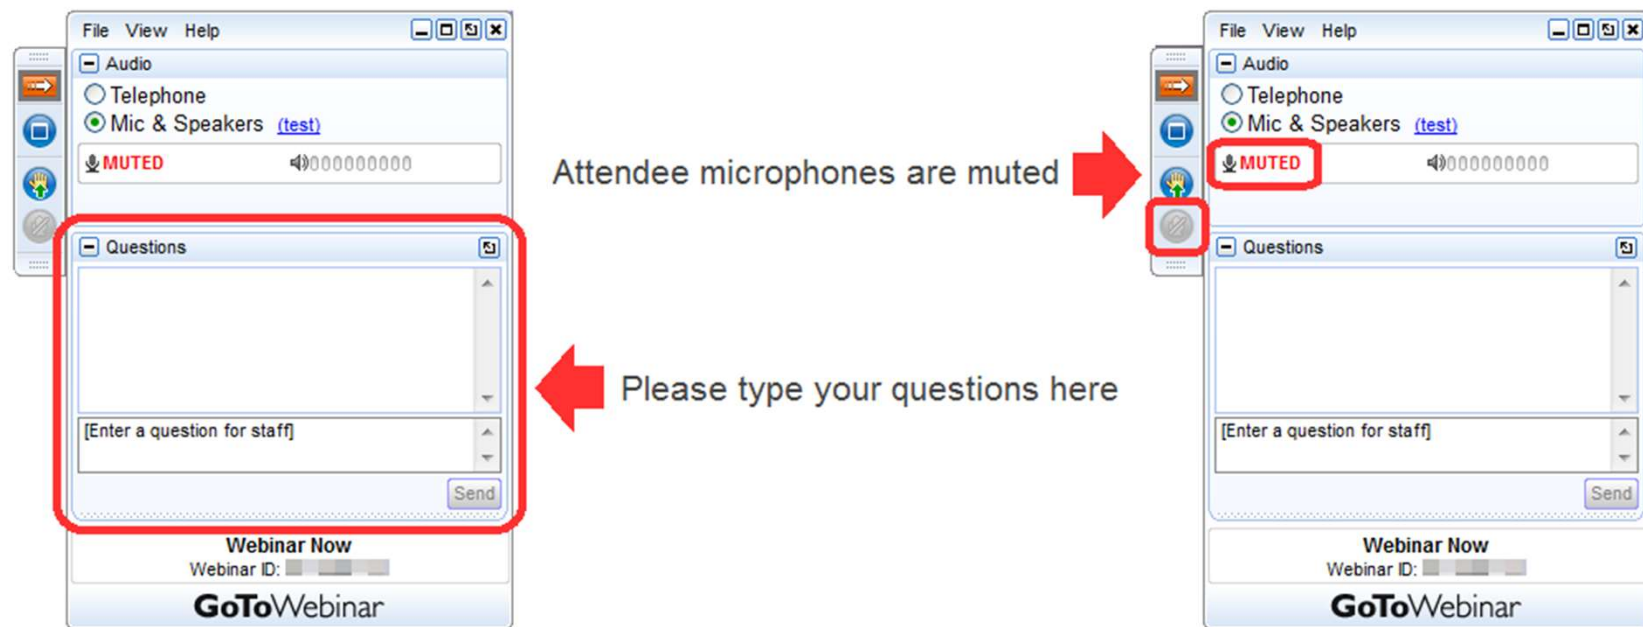 File View Help
Audio
Telephone
Mic & Speakers (test)
MUTED 000000000
Questions
[Enter a question for staff]
Send
Webinar Now
Webinar ID:
GoToWebinar
Attendee microphones are muted
Please type your questions here
File View Help
Audio
Telephone
Mic & Speakers (test)
MUTED 000000000
Questions
[Enter a question for staff]
Send
Webinar Now
Webinar ID:
GoToWebinar